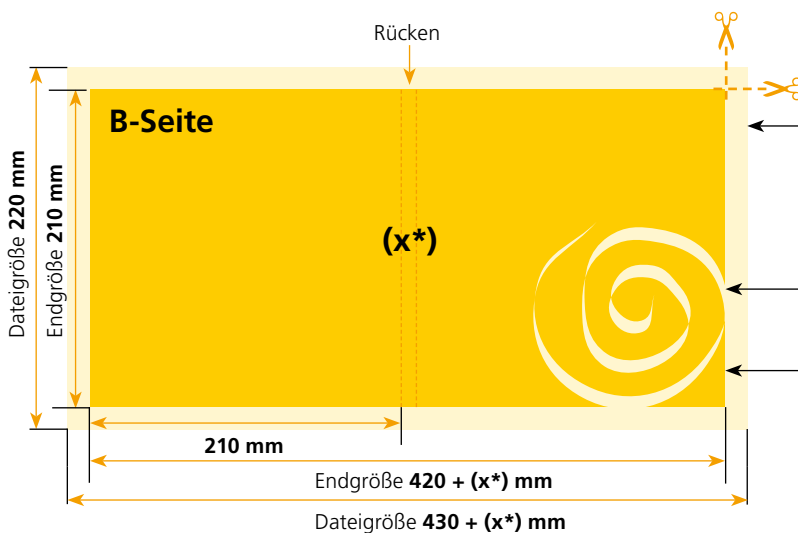 Rücken
B-Seite
Dateigröße 220 mm
Endgröße 210 mm
(x*)
210 mm
Endgröße 420 + (x*) mm
Dateigröße 430 + (x*) mm